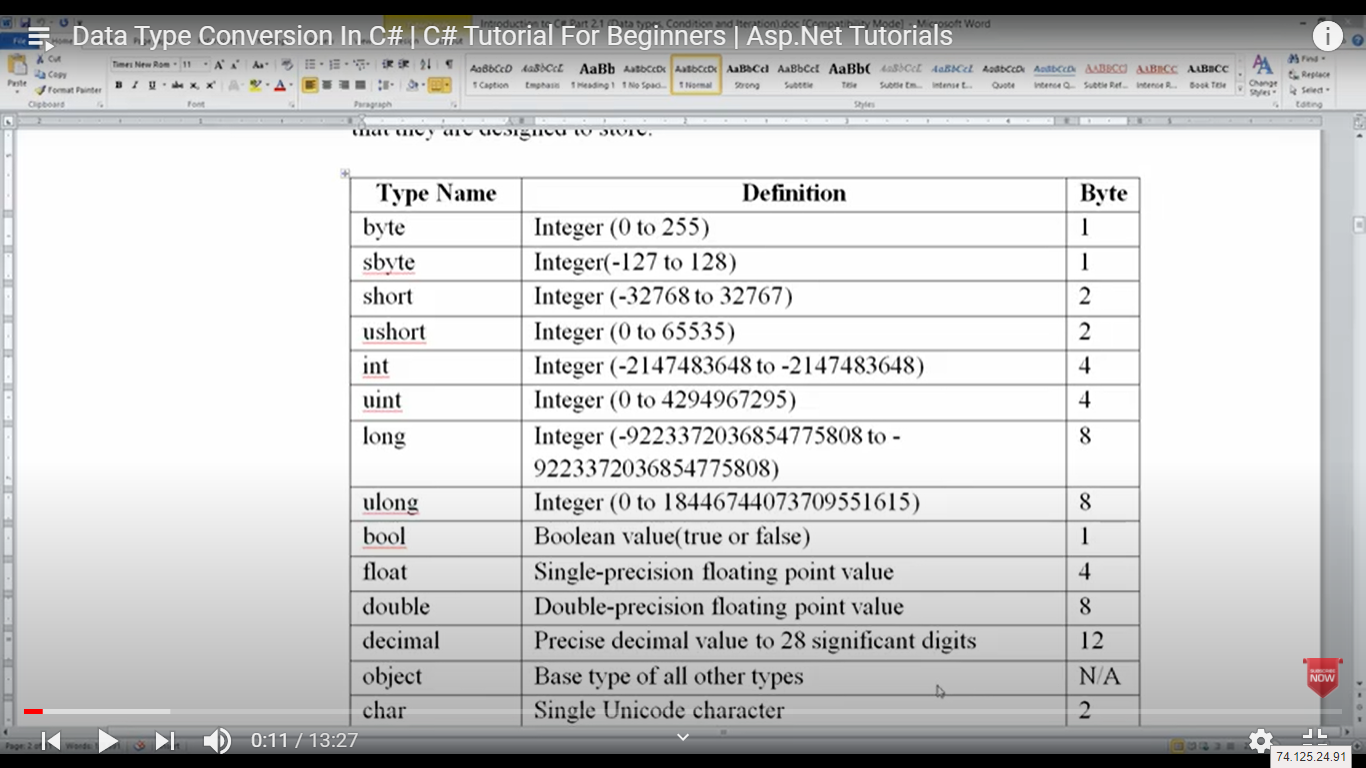 Introduction to C# Part 2.1 (Data types, Condition and Iteration).doc [Compatibility Mode] - Microsoft Word
Data Type Conversion In C# | C# Tutorial For Beginners | Asp.Net Tutorials
File
Paste
Cut
Copy
Format Painter
Clipboard
Times New Rom 11
B I U abc x₂ x²
Font
Paragraph
AaBbCcD AaBbCcL AaBb AaBbCcDc AaBbCcDc AaBbCcI AaBbCcI AaBb( AaBbCcL AaBbCcL AaBbCcDc AaBbCcDc AABBCCI AABBCC AABBCC
¶ Caption Emphasis ¶ Heading 1 ¶ No Spaci... ¶ Normal Strong Subtitle Title Subtle Em... Intense E... Quote Intense Q... Subtle Ref... Intense R... Book Title
Change Styles
Styles
Find
Replace
Select
Editing
that they are designed to store.
Type Name Definition Byte
byte Integer (0 to 255) 1
sbyte Integer(-127 to 128) 1
short Integer (-32768 to 32767) 2
ushort Integer (0 to 65535) 2
int Integer (-2147483648 to -2147483648) 4
uint Integer (0 to 4294967295) 4
long Integer (-9223372036854775808 to - 8
9223372036854775808)
ulong Integer (0 to 18446744073709551615) 8
bool Boolean value(true or false) 1
float Single-precision floating point value 4
double Double-precision floating point value 8
decimal Precise decimal value to 28 significant digits 12
object Base type of all other types N/A
char Single Unicode character 2
SUBSCRIBE
NOW
0:11 / 13:27
74.125.24.91